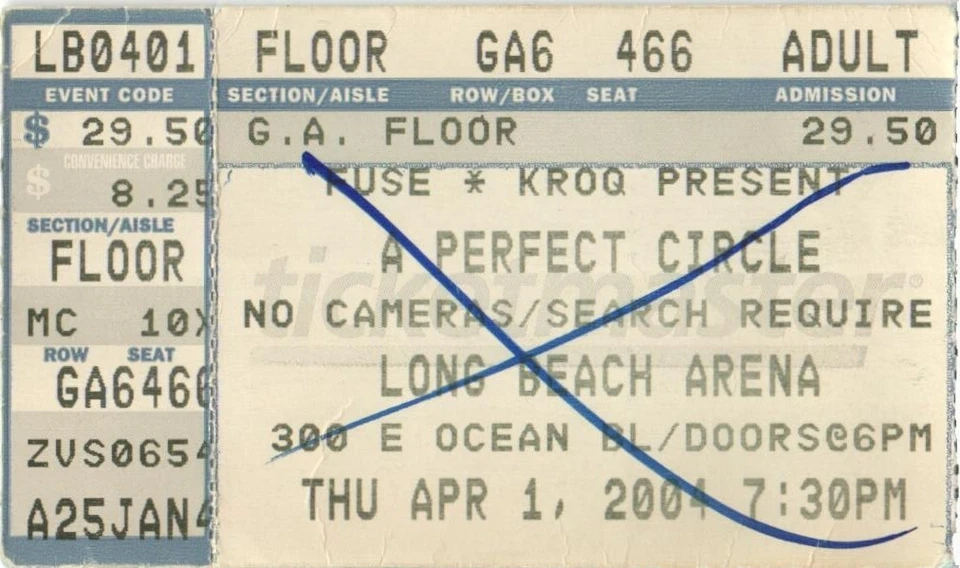 LB0401 FLOOR GA6 466 ADULT
EVENT CODE SECTION/AISLE ROW/BOX SEAT ADMISSION
$ 29.50 G.A. FLOOR 29.50
CONVENIENCE CHARGE
$ 8.25
SECTION/AISLE
FLOOR
MC 10X
ROW SEAT
GA6466
ZVS0654
A25JAN4
FUSE * KROQ PRESENT
A PERFECT CIRCLE
ticketmaster®
NO CAMERAS/SEARCH REQUIRE
LONG BEACH ARENA
300 E OCEAN BL/DOORS@6PM
THU APR 1, 2004 7:30PM